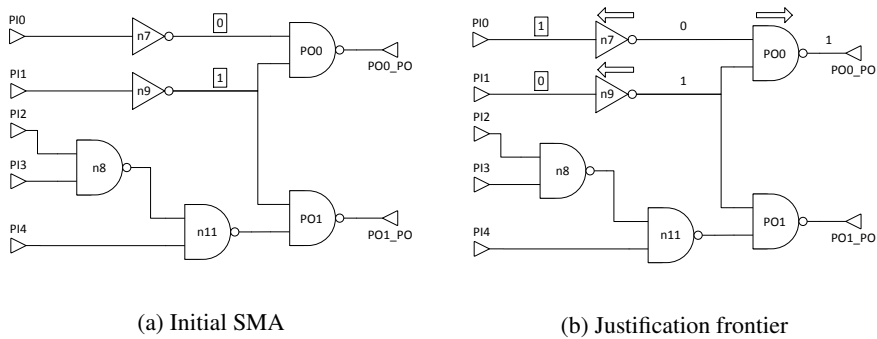 PI0
0
n7
PO0
PO0_PO
PI1
1
n9
PI2
PI3
n8
PI4
n11
PO1
PO1_PO
(a) Initial SMA
PI0
1
n7
0
PO0
1
PO0_PO
PI1
0
n9
1
PI2
PI3
n8
PI4
n11
PO1
PO1_PO
(b) Justification frontier